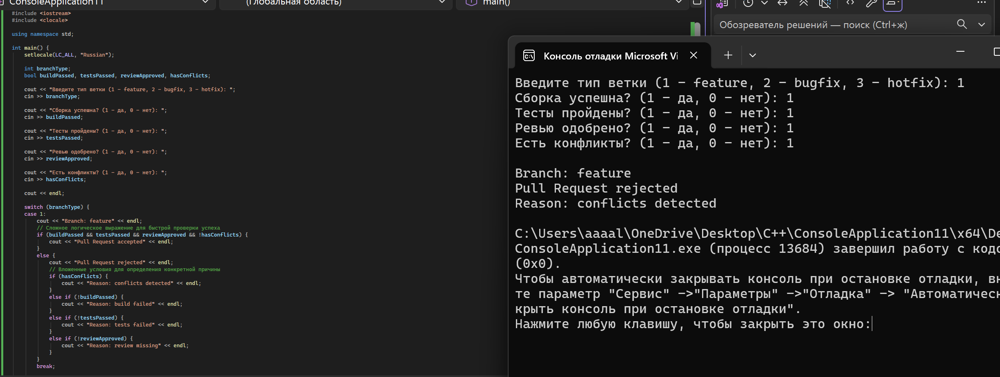 ConsoleApplication11
(Глобальная область)
main()
#include <iostream>
#include <clocale>
using namespace std;
int main() {
setlocale(LC_ALL, "Russian");
int branchType;
bool buildPassed, testsPassed, reviewApproved, hasConflicts;
cout << "Введите тип ветки (1 - feature, 2 - bugfix, 3 - hotfix): ";
cin >> branchType;
cout << "Сборка успешна? (1 - да, 0 - нет): ";
cin >> buildPassed;
cout << "Тесты пройдены? (1 - да, 0 - нет): ";
cin >> testsPassed;
cout << "Ревью одобрено? (1 - да, 0 - нет): ";
cin >> reviewApproved;
cout << "Есть конфликты? (1 - да, 0 - нет): ";
cin >> hasConflicts;
cout << endl;
switch (branchType) {
case 1:
cout << "Branch: feature" << endl;
// Сложное логическое выражение для быстрой проверки успеха
if (buildPassed && testsPassed && reviewApproved && !hasConflicts) {
cout << "Pull Request accepted" << endl;
}
else {
cout << "Pull Request rejected" << endl;
// Вложенные условия для определения конкретной причины
if (hasConflicts) {
cout << "Reason: conflicts detected" << endl;
}
else if (!buildPassed) {
cout << "Reason: build failed" << endl;
}
else if (!testsPassed) {
cout << "Reason: tests failed" << endl;
}
else if (!reviewApproved) {
cout << "Reason: review missing" << endl;
}
}
break;
Обозреватель решений — поиск (Ctrl+ж)
Консоль отладки Microsoft Vi
Введите тип ветки (1 - feature, 2 - bugfix, 3 - hotfix): 1
Сборка успешна? (1 - да, 0 - нет): 1
Тесты пройдены? (1 - да, 0 - нет): 1
Ревью одобрено? (1 - да, 0 - нет): 1
Есть конфликты? (1 - да, 0 - нет): 1
Branch: feature
Pull Request rejected
Reason: conflicts detected
C:\Users\aaaal\OneDrive\Desktop\C++\ConsoleApplication11\x64\De
ConsoleApplication11.exe (процесс 13684) завершил работу с кодо
(0x0).
Чтобы автоматически закрывать консоль при остановке отладки, вк
те параметр "Сервис" ->"Параметры" ->"Отладка" -> "Автоматическ
крыть консоль при остановке отладки".
Нажмите любую клавишу, чтобы закрыть это окно: